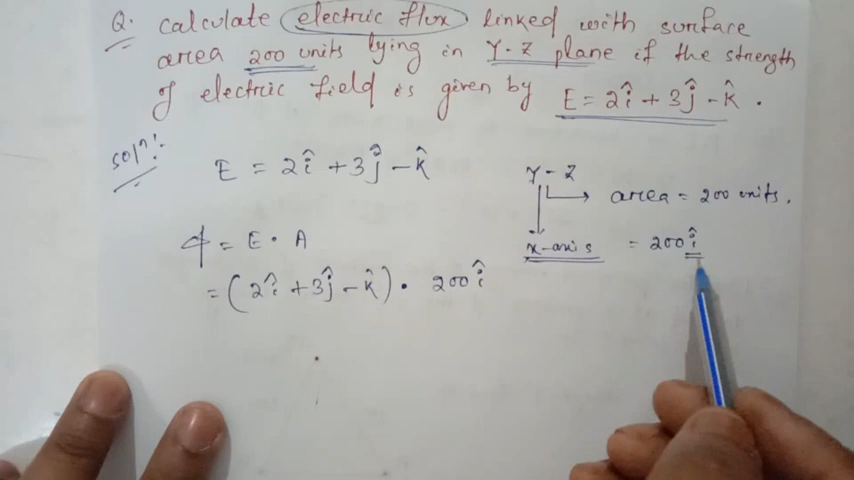 Q. calculate electric flux linked with surface
area 200 units lying in Y-Z plane if the strength
of electric field is given by E = 2î + 3ĵ - k̂ .
solⁿ:
E = 2î + 3ĵ - k̂
Y - Z
area = 200 units.
x-axis = 200î
ϕ = E · A
= (2î + 3ĵ - k̂) · 200î